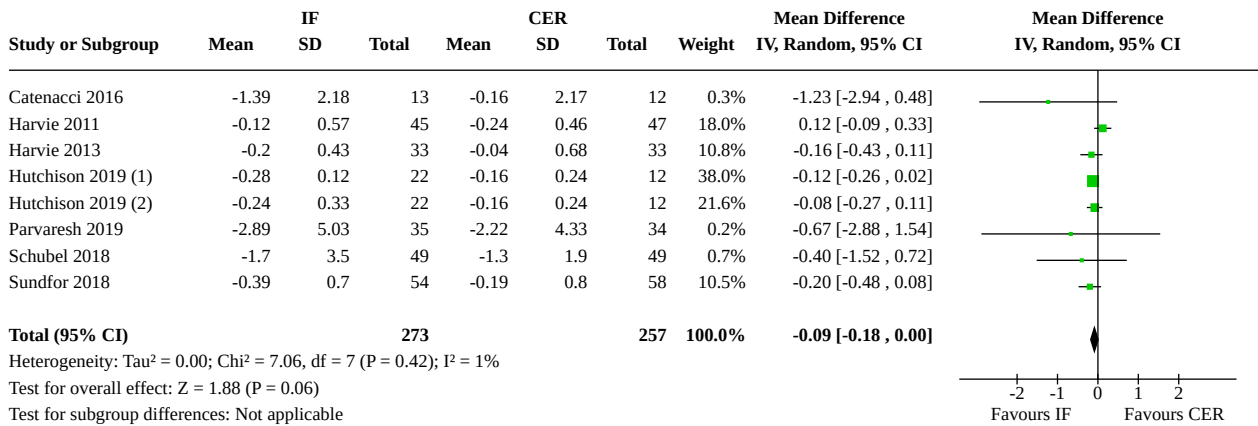 IF CER Mean Difference Mean Difference
Study or Subgroup Mean SD Total Mean SD Total Weight IV, Random, 95% CI IV, Random, 95% CI
Catenacci 2016 -1.39 2.18 13 -0.16 2.17 12 0.3% -1.23 [-2.94 , 0.48]
Harvie 2011 -0.12 0.57 45 -0.24 0.46 47 18.0% 0.12 [-0.09 , 0.33]
Harvie 2013 -0.2 0.43 33 -0.04 0.68 33 10.8% -0.16 [-0.43 , 0.11]
Hutchison 2019 (1) -0.28 0.12 22 -0.16 0.24 12 38.0% -0.12 [-0.26 , 0.02]
Hutchison 2019 (2) -0.24 0.33 22 -0.16 0.24 12 21.6% -0.08 [-0.27 , 0.11]
Parvaresh 2019 -2.89 5.03 35 -2.22 4.33 34 0.2% -0.67 [-2.88 , 1.54]
Schubel 2018 -1.7 3.5 49 -1.3 1.9 49 0.7% -0.40 [-1.52 , 0.72]
Sundfor 2018 -0.39 0.7 54 -0.19 0.8 58 10.5% -0.20 [-0.48 , 0.08]
Total (95% CI) 273 257 100.0% -0.09 [-0.18 , 0.00]
Heterogeneity: Tau² = 0.00; Chi² = 7.06, df = 7 (P = 0.42); I² = 1%
Test for overall effect: Z = 1.88 (P = 0.06)
Test for subgroup differences: Not applicable
-2 -1 0 1 2
Favours IF Favours CER